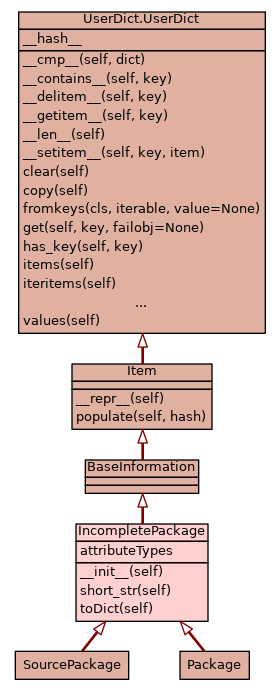 UserDict.UserDict
__hash__
__cmp__(self, dict)
__contains__(self, key)
__delitem__(self, key)
__getitem__(self, key)
__len__(self)
__setitem__(self, key, item)
clear(self)
copy(self)
fromkeys(cls, iterable, value=None)
get(self, key, failobj=None)
has_key(self, key)
items(self)
iteritems(self)
...
values(self)
Item
__repr__(self)
populate(self, hash)
BaseInformation
IncompletePackage
attributeTypes
__init__(self)
short_str(self)
toDict(self)
SourcePackage
Package